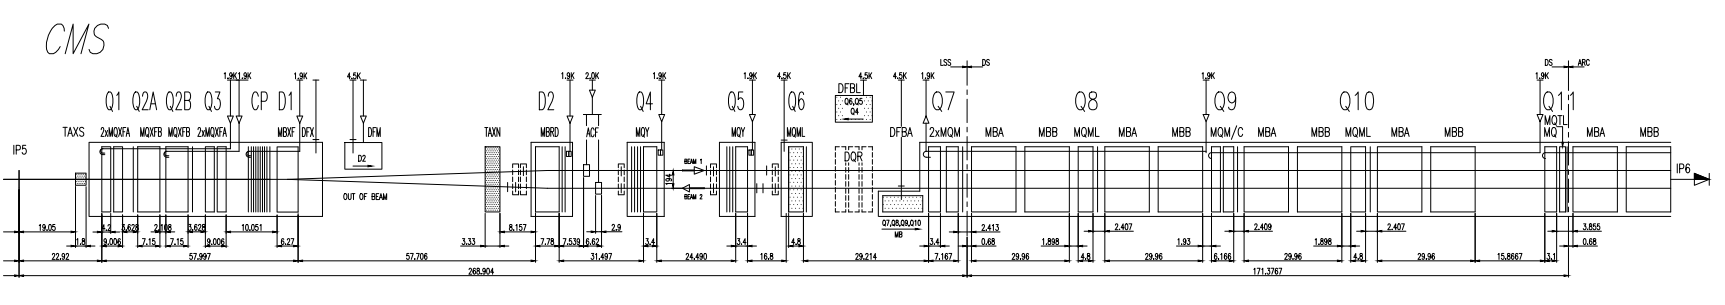 CMS
LSS DS
DS ARC
1.9K 1.9K 1.9K 4.5K 1.9K 2.0K 1.9K 1.9K 4.5K 4.5K 4.5K 1.9K 1.9K 1.9K
DFBL
Q1 Q2A Q2B Q3 CP D1 D2 Q4 Q5 Q6 Q7 Q8 Q9 Q10 Q11
Q6,Q5
Q4
MQTL
TAXS 2xMQXFA MQXFB MQXFB 2xMQXFA MBXF DFX DFM TAXN MBRD ACF MQY MQY MQML DFBA 2xMQM MBA MBB MQML MBA MBB MQM/C MBA MBB MQML MBA MBB MQ MBA MBB
IP5
D2
DQR
BEAM 1
IP6
194
OUT OF BEAM
BEAM 2
Q7,Q8,Q9,Q10
MB
19.05 4.2 3.628 2.108 3.628 10.051 8.157 2.9 2.413 2.407 2.409 2.407 3.855
1.8 9.006 7.15 7.15 9.006 6.27 3.33 7.78 7.539 6.62 3.4 3.4 4.8 3.4 0.68 1.898 1.93 1.898 0.68
22.92 57.997 57.706 31.497 24.490 16.8 29.214 7.167 29.96 4.8 29.96 6.166 29.96 4.8 29.96 15.8667 3.1
268.904 171.3767